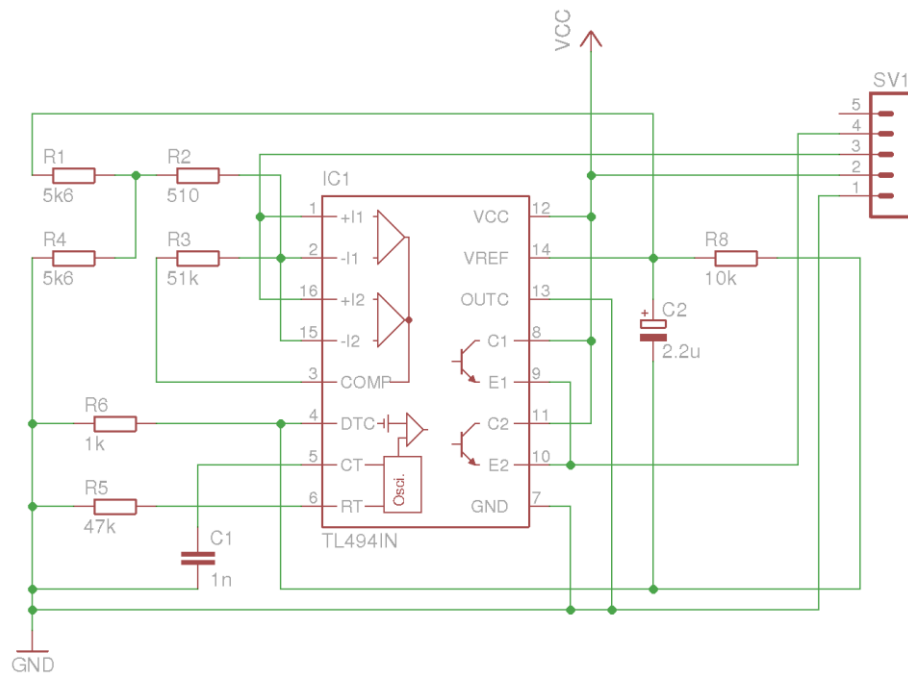 VCC
SV1
5
4
3
2
1
R1
5k6
R2
510
R4
5k6
R3
51k
IC1
1 +I1
2 -I1
16 +I2
15 -I2
3 COMP
4 DTC
5 CT
6 RT
Osci.
VCC 12
VREF 14
OUTC 13
C1 8
E1 9
C2 11
E2 10
GND 7
TL494IN
R8
10k
+
C2
2.2u
R6
1k
R5
47k
C1
1n
GND